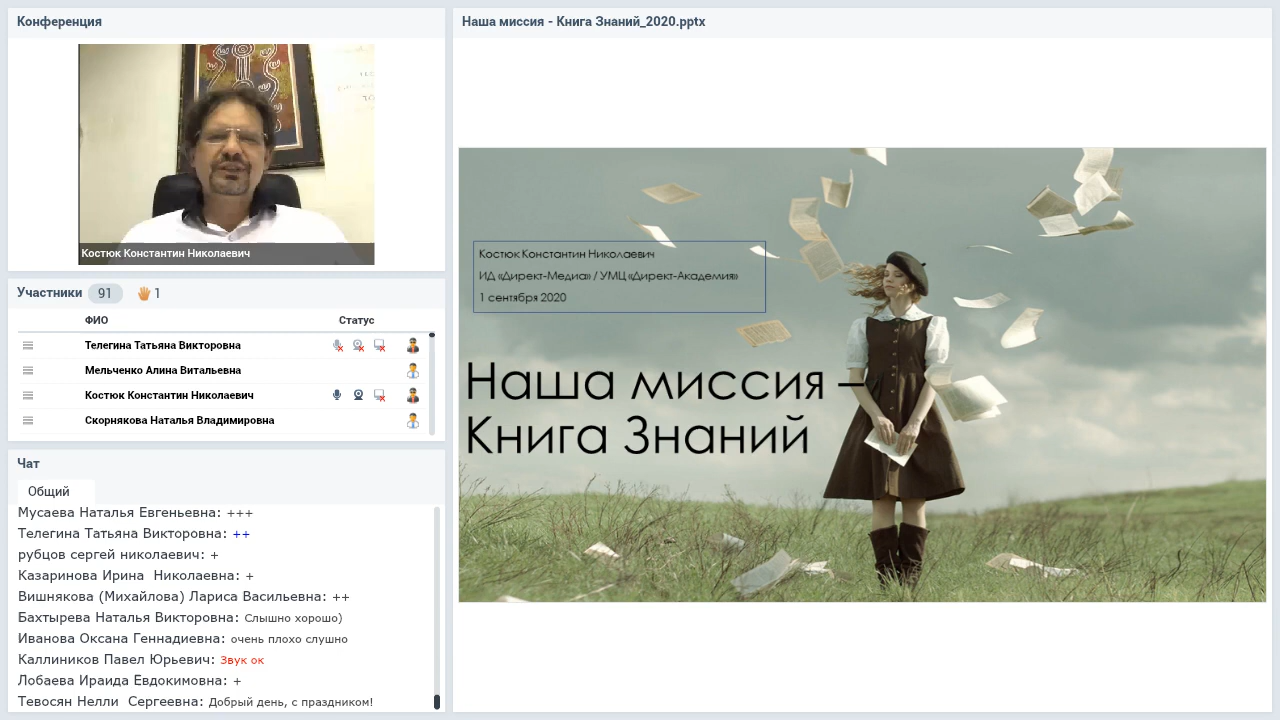 Конференция
Костюк Константин Николаевич
Участники 91 1
ФИО Статус
Телегина Татьяна Викторовна
Мельченко Алина Витальевна
Костюк Константин Николаевич
Скорнякова Наталья Владимировна
Чат
Общий
Мусаева Наталья Евгеньевна: +++
Телегина Татьяна Викторовна: ++
рубцов сергей николаевич: +
Казаринова Ирина Николаевна: +
Вишнякова (Михайлова) Лариса Васильевна: ++
Бахтырева Наталья Викторовна: Слышно хорошо)
Иванова Оксана Геннадиевна: очень плохо слушно
Каллиников Павел Юрьевич: Звук ок
Лобаева Ираида Евдокимовна: +
Тевосян Нелли Сергеевна: Добрый день, с праздником!
Наша миссия - Книга Знаний_2020.pptx
Костюк Константин Николаевич
ИД «Директ-Медиа» / УМЦ «Директ-Академия»
1 сентября 2020
Наша миссия –
Книга Знаний